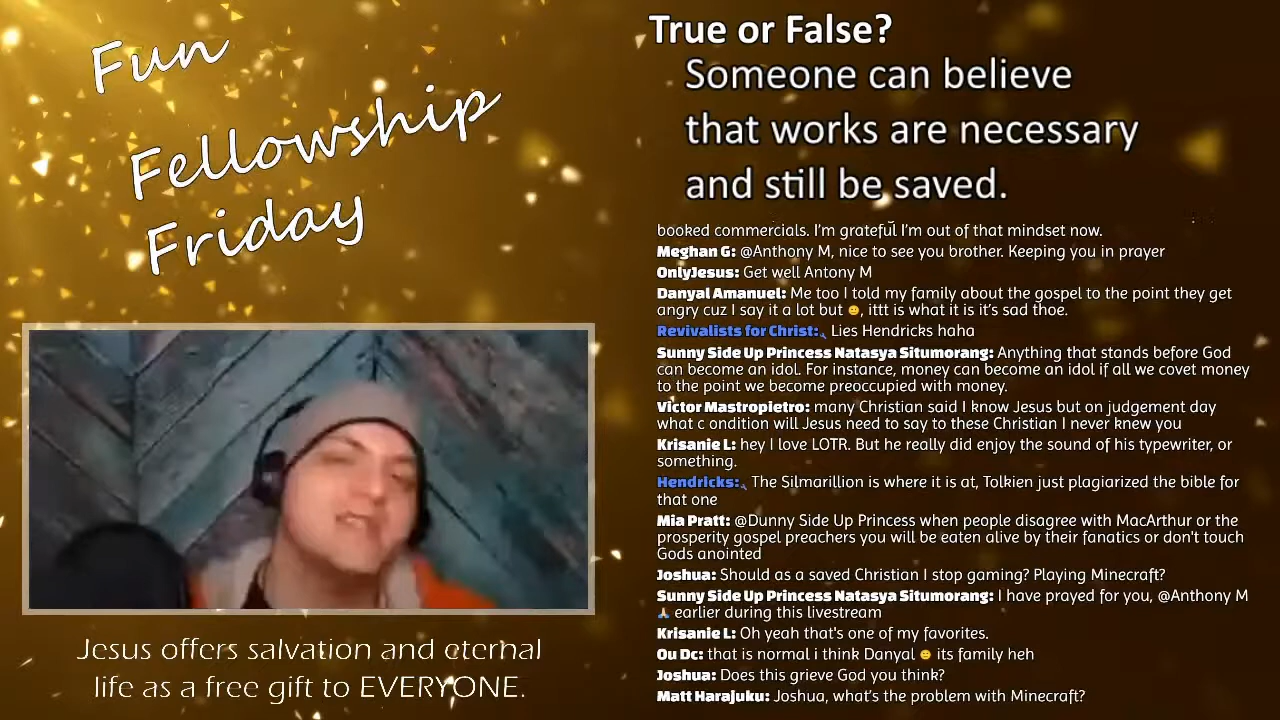 Fun
Fellowship
Friday
True or False?
Someone can believe
that works are necessary
and still be saved.
booked commercials. I'm grateful I'm out of that mindset now.
Meghan G: @Anthony M, nice to see you brother. Keeping you in prayer
OnlyJesus: Get well Antony M
Danyal Amanuel: Me too I told my family about the gospel to the point they get
angry cuz I say it a lot but 🙂, ittt is what it is it's sad thoe.
Revivalists for Christ: Lies Hendricks haha
Sunny Side Up Princess Natasya Situmorang: Anything that stands before God
can become an idol. For instance, money can become an idol if all we covet money
to the point we become preoccupied with money.
Victor Mastropietro: many Christian said I know Jesus but on judgement day
what c ondition will Jesus need to say to these Christian I never knew you
Krisanie L: hey I love LOTR. But he really did enjoy the sound of his typewriter, or
something.
Hendricks: The Silmarillion is where it is at, Tolkien just plagiarized the bible for
that one
Mia Pratt: @Dunny Side Up Princess when people disagree with MacArthur or the
prosperity gospel preachers you will be eaten alive by their fanatics or don't touch
Gods anointed
Joshua: Should as a saved Christian I stop gaming? Playing Minecraft?
Sunny Side Up Princess Natasya Situmorang: I have prayed for you, @Anthony M
🙏 earlier during this livestream
Krisanie L: Oh yeah that's one of my favorites.
Ou Dc: that is normal i think Danyal 🙂 its family heh
Joshua: Does this grieve God you think?
Matt Harajuku: Joshua, what's the problem with Minecraft?
Jesus offers salvation and eternal
life as a free gift to EVERYONE.